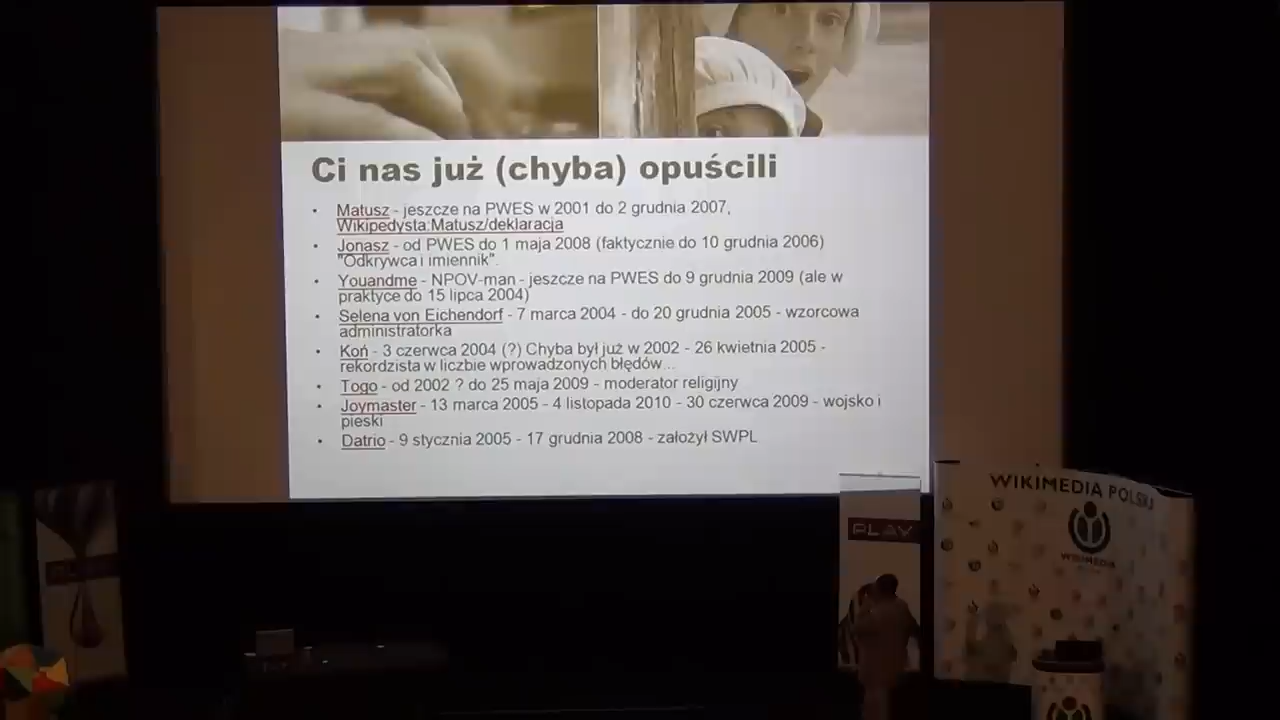 Ci nas już (chyba) opuścili
• Matusz - jeszcze na PWES w 2001 do 2 grudnia 2007,
Wikipedysta:Matusz/deklaracja
• Jonasz - od PWES do 1 maja 2008 (faktycznie do 10 grudnia 2006)
"Odkrywca i imiennik".
• Youandme - NPOV-man - jeszcze na PWES do 9 grudnia 2009 (ale w
praktyce do 15 lipca 2004)
• Selena von Eichendorf - 7 marca 2004 - do 20 grudnia 2005 - wzorcowa
administratorka
• Koń - 3 czerwca 2004 (?) Chyba był już w 2002 - 26 kwietnia 2005 -
rekordzista w liczbie wprowadzonych błędów...
• Togo - od 2002 ? do 25 maja 2009 - moderator religijny
• Joymaster - 13 marca 2005 - 4 listopada 2010 - 30 czerwca 2009 - wojsko i
pieski
• Datrio - 9 stycznia 2005 - 17 grudnia 2008 - założył SWPL
WIKIMEDIA POLSKA
PLAY
WIKIMEDIA